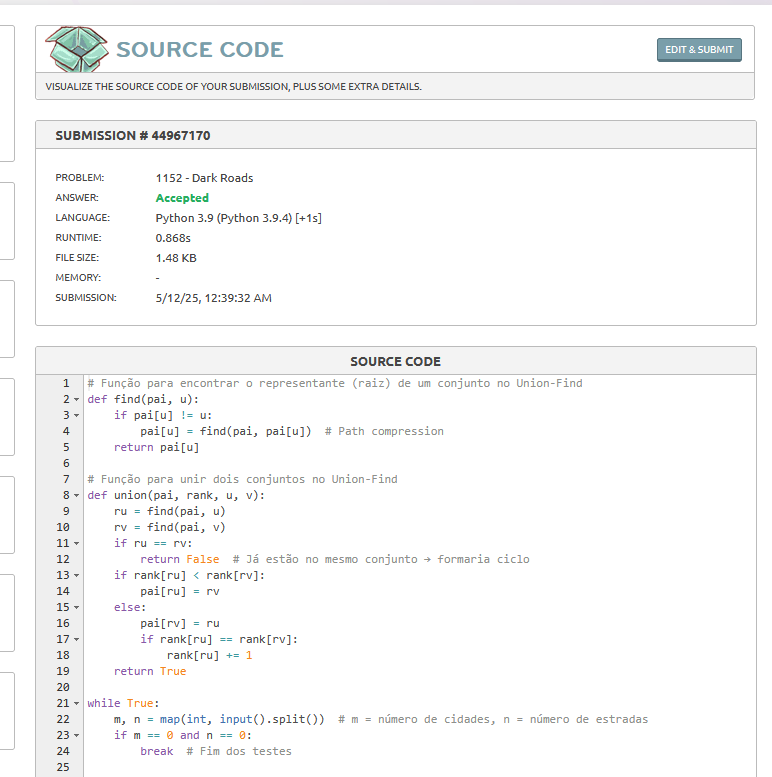 SOURCE CODE
EDIT & SUBMIT
VISUALIZE THE SOURCE CODE OF YOUR SUBMISSION, PLUS SOME EXTRA DETAILS.
SUBMISSION # 44967170
PROBLEM: 1152 - Dark Roads
ANSWER: Accepted
LANGUAGE: Python 3.9 (Python 3.9.4) [+1s]
RUNTIME: 0.868s
FILE SIZE: 1.48 KB
MEMORY: -
SUBMISSION: 5/12/25, 12:39:32 AM
SOURCE CODE
1 # Função para encontrar o representante (raiz) de um conjunto no Union-Find
2 def find(pai, u):
3     if pai[u] != u:
4         pai[u] = find(pai, pai[u])  # Path compression
5     return pai[u]
6
7 # Função para unir dois conjuntos no Union-Find
8 def union(pai, rank, u, v):
9     ru = find(pai, u)
10     rv = find(pai, v)
11     if ru == rv:
12         return False  # Já estão no mesmo conjunto → formaria ciclo
13     if rank[ru] < rank[rv]:
14         pai[ru] = rv
15     else:
16         pai[rv] = ru
17         if rank[ru] == rank[rv]:
18             rank[ru] += 1
19     return True
20
21 while True:
22     m, n = map(int, input().split())  # m = número de cidades, n = número de estradas
23     if m == 0 and n == 0:
24         break  # Fim dos testes
25